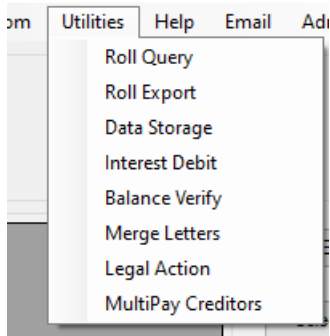 Utilities Help Email
Roll Query
Roll Export
Data Storage
Interest Debit
Balance Verify
Merge Letters
Legal Action
MultiPay Creditors